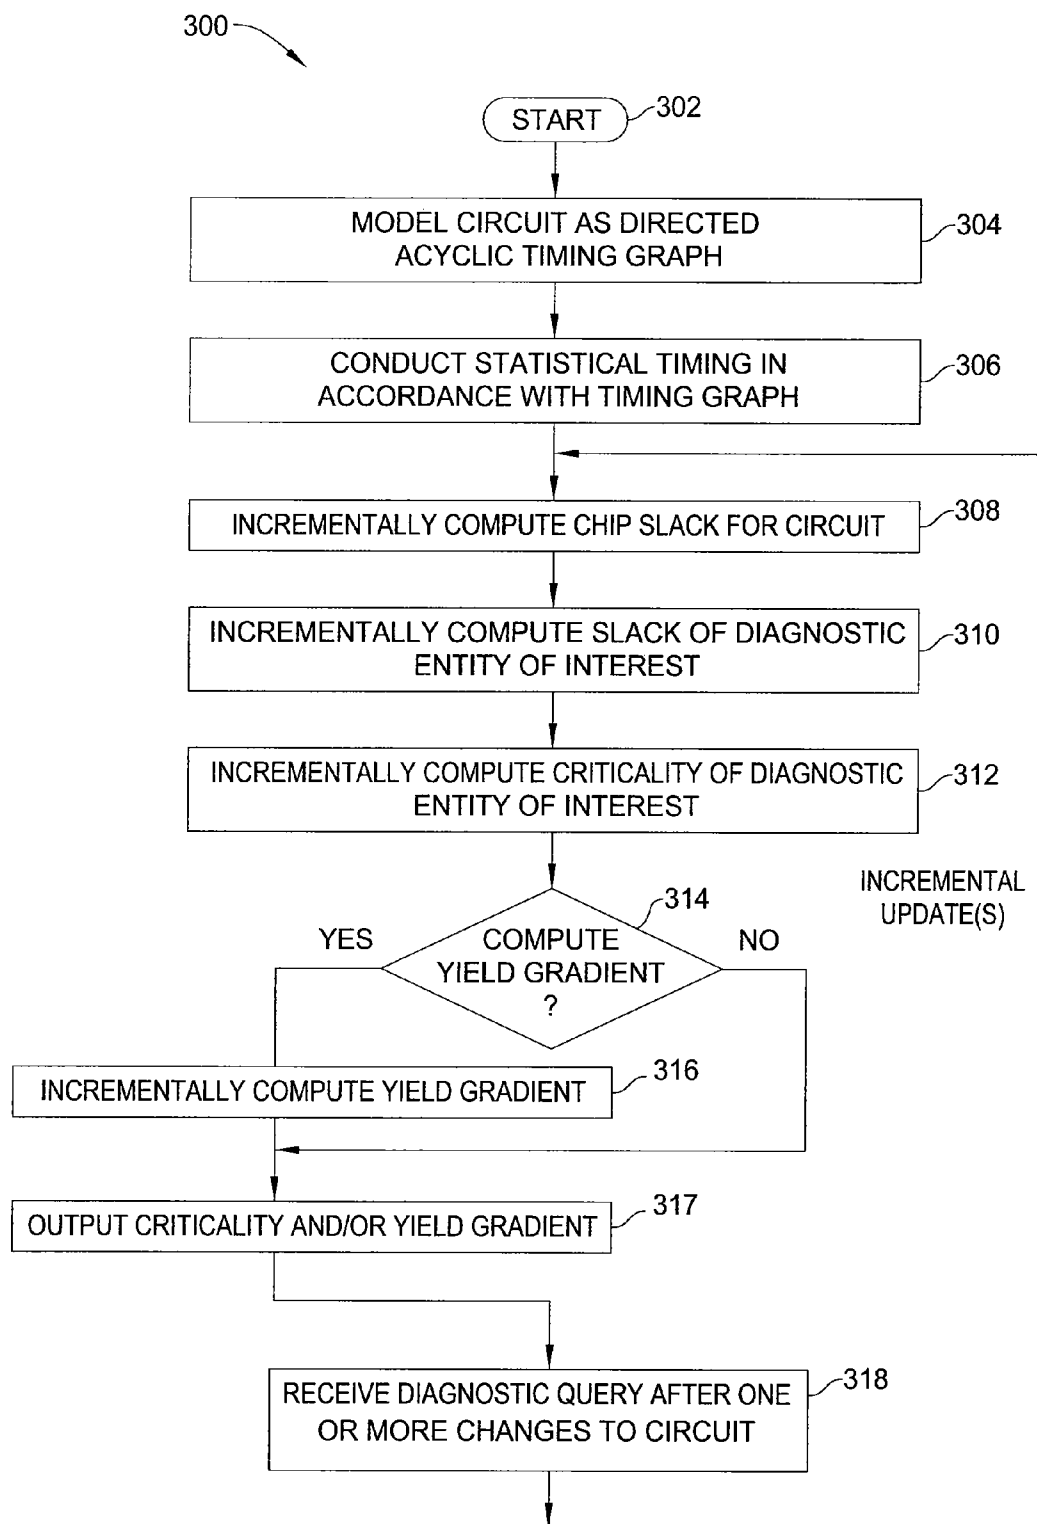 300
START
302
MODEL CIRCUIT AS DIRECTED
ACYCLIC TIMING GRAPH
304
CONDUCT STATISTICAL TIMING IN
ACCORDANCE WITH TIMING GRAPH
306
INCREMENTALLY COMPUTE CHIP SLACK FOR CIRCUIT
308
INCREMENTALLY COMPUTE SLACK OF DIAGNOSTIC
ENTITY OF INTEREST
310
INCREMENTALLY COMPUTE CRITICALITY OF DIAGNOSTIC
ENTITY OF INTEREST
312
INCREMENTAL
UPDATE(S)
314
YES
COMPUTE
YIELD GRADIENT
?
NO
INCREMENTALLY COMPUTE YIELD GRADIENT
316
OUTPUT CRITICALITY AND/OR YIELD GRADIENT
317
RECEIVE DIAGNOSTIC QUERY AFTER ONE
OR MORE CHANGES TO CIRCUIT
318